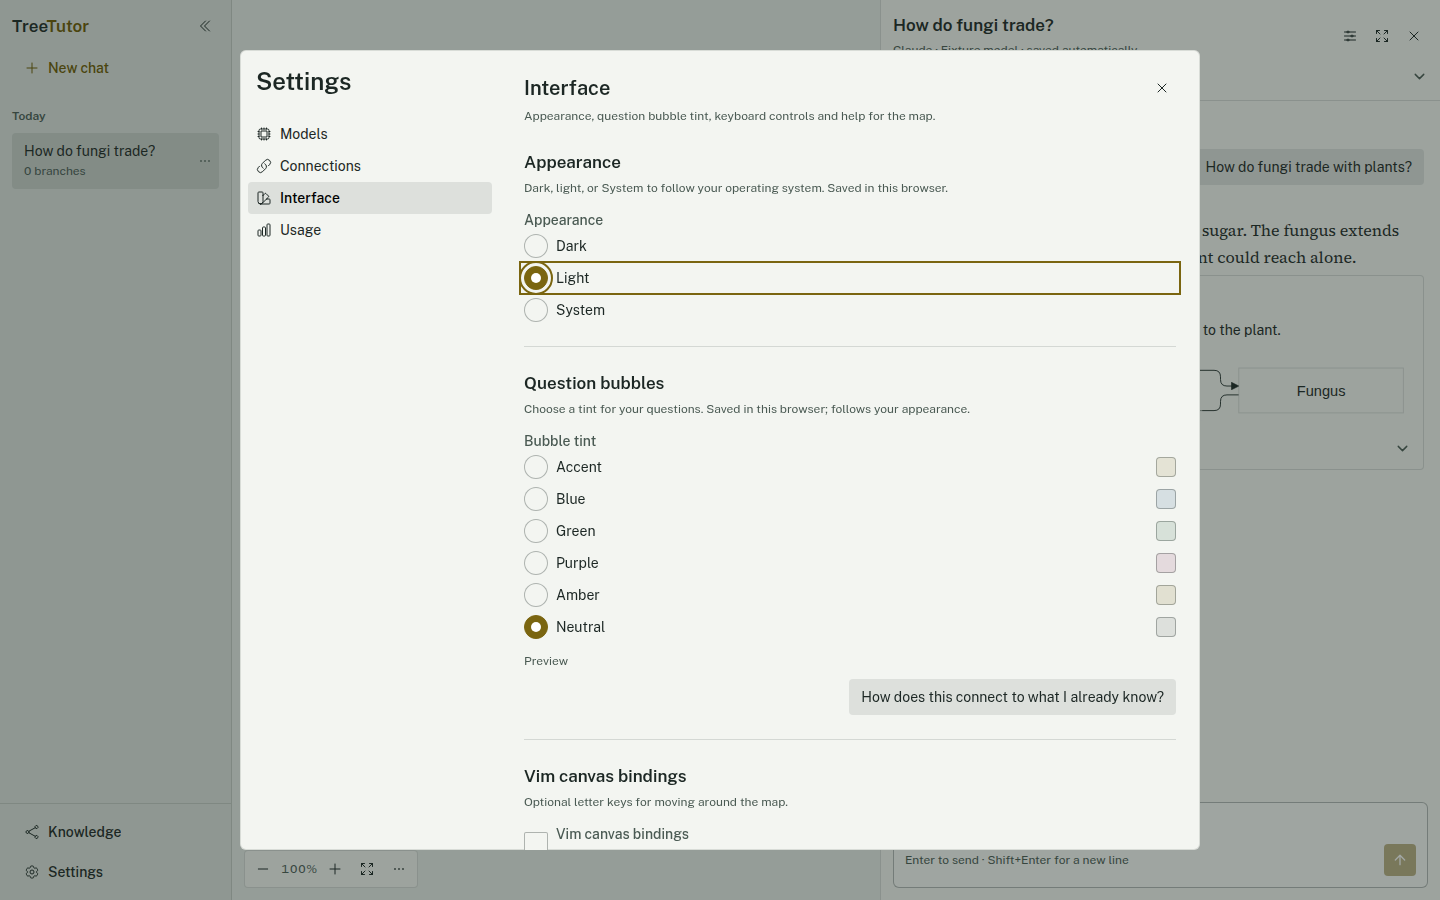 TreeTutor
New chat
Today
How do fungi trade?
0 branches
Knowledge
Settings
Settings
Models
Connections
Interface
Usage
Interface
Appearance, question bubble tint, keyboard controls and help for the map.
Appearance
Dark, light, or System to follow your operating system. Saved in this browser.
Appearance
Dark
Light
System
Question bubbles
Choose a tint for your questions. Saved in this browser; follows your appearance.
Bubble tint
Accent
Blue
Green
Purple
Amber
Neutral
Preview
How does this connect to what I already know?
Vim canvas bindings
Optional letter keys for moving around the map.
Vim canvas bindings
100%
How do fungi trade?
Claude · Fixture model · saved automatically
How do fungi trade with plants?
sugar. The fungus extends
nt could reach alone.
to the plant.
Fungus
Enter to send · Shift+Enter for a new line